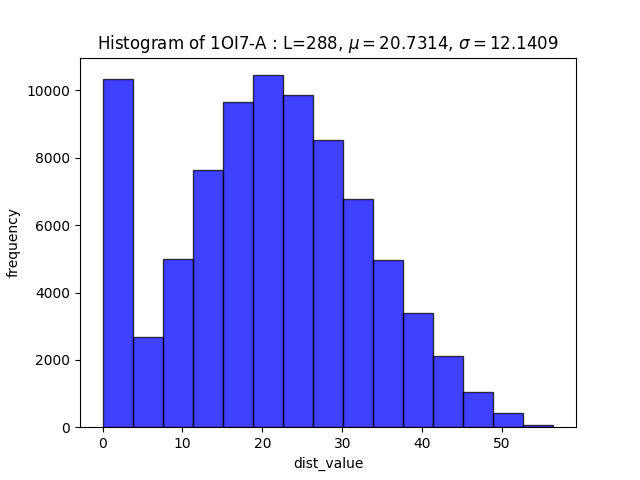 Histogram of 1OI7-A : L=288, μ = 20.7314, σ = 12.1409
10000
8000
6000
4000
2000
0
frequency
0 10 20 30 40 50
dist_value